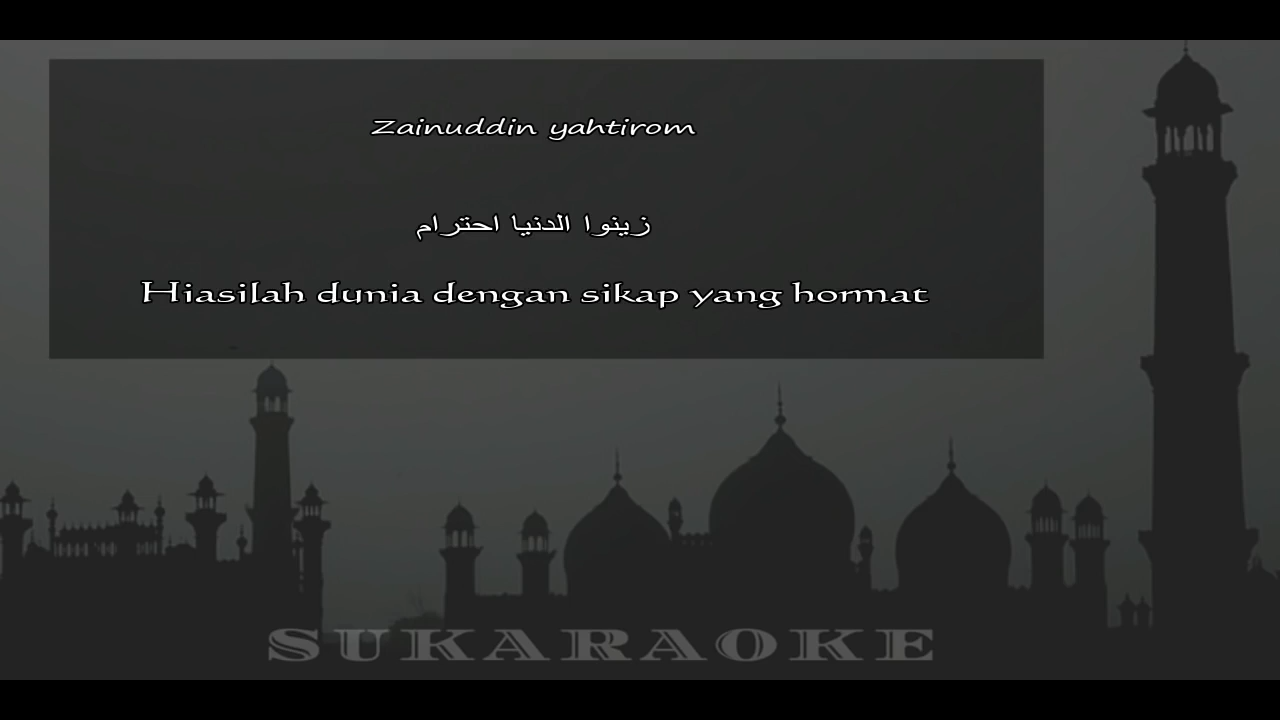 Zainuddin yahtirom
زينوا الدنيا احترام
Hiasilah dunia dengan sikap yang hormat
SUKARAOKE